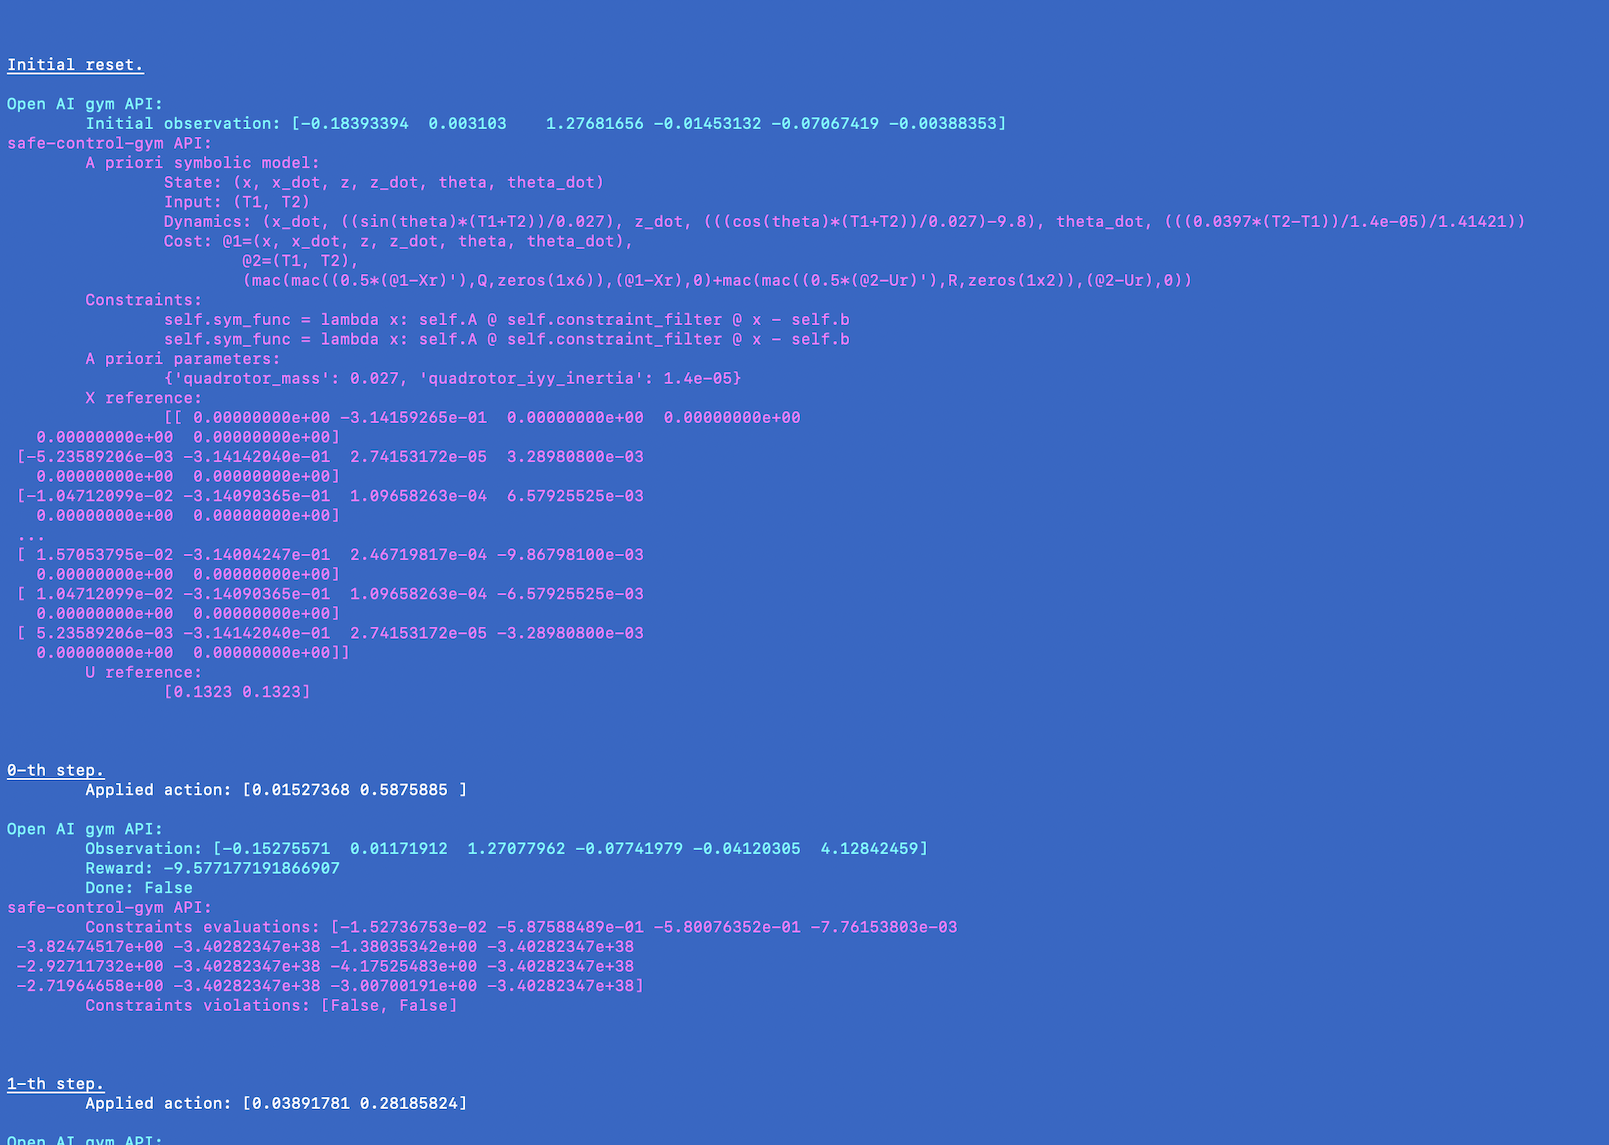 Initial reset.
Open AI gym API:
Initial observation: [-0.18393394 0.003103 1.27681656 -0.01453132 -0.07067419 -0.00388353]
safe-control-gym API:
A priori symbolic model:
State: (x, x_dot, z, z_dot, theta, theta_dot)
Input: (T1, T2)
Dynamics: (x_dot, ((sin(theta)*(T1+T2))/0.027), z_dot, (((cos(theta)*(T1+T2))/0.027)-9.8), theta_dot, (((0.0397*(T2-T1))/1.4e-05)/1.41421))
Cost: @1=(x, x_dot, z, z_dot, theta, theta_dot),
@2=(T1, T2),
(mac(mac((0.5*(@1-Xr)'),Q,zeros(1x6)),(@1-Xr),0)+mac(mac((0.5*(@2-Ur)'),R,zeros(1x2)),(@2-Ur),0))
Constraints:
self.sym_func = lambda x: self.A @ self.constraint_filter @ x - self.b
self.sym_func = lambda x: self.A @ self.constraint_filter @ x - self.b
A priori parameters:
{'quadrotor_mass': 0.027, 'quadrotor_iyy_inertia': 1.4e-05}
X reference:
[[ 0.00000000e+00 -3.14159265e-01 0.00000000e+00 0.00000000e+00
0.00000000e+00 0.00000000e+00]
[-5.23589206e-03 -3.14142040e-01 2.74153172e-05 3.28980800e-03
0.00000000e+00 0.00000000e+00]
[-1.04712099e-02 -3.14090365e-01 1.09658263e-04 6.57925525e-03
0.00000000e+00 0.00000000e+00]
...
[ 1.57053795e-02 -3.14004247e-01 2.46719817e-04 -9.86798100e-03
0.00000000e+00 0.00000000e+00]
[ 1.04712099e-02 -3.14090365e-01 1.09658263e-04 -6.57925525e-03
0.00000000e+00 0.00000000e+00]
[ 5.23589206e-03 -3.14142040e-01 2.74153172e-05 -3.28980800e-03
0.00000000e+00 0.00000000e+00]]
U reference:
[0.1323 0.1323]
0-th step.
Applied action: [0.01527368 0.5875885 ]
Open AI gym API:
Observation: [-0.15275571 0.01171912 1.27077962 -0.07741979 -0.04120305 4.12842459]
Reward: -9.577177191866907
Done: False
safe-control-gym API:
Constraints evaluations: [-1.52736753e-02 -5.87588489e-01 -5.80076352e-01 -7.76153803e-03
-3.82474517e+00 -3.40282347e+38 -1.38035342e+00 -3.40282347e+38
-2.92711732e+00 -3.40282347e+38 -4.17525483e+00 -3.40282347e+38
-2.71964658e+00 -3.40282347e+38 -3.00700191e+00 -3.40282347e+38]
Constraints violations: [False, False]
1-th step.
Applied action: [0.03891781 0.28185824]
Open AI gym API: